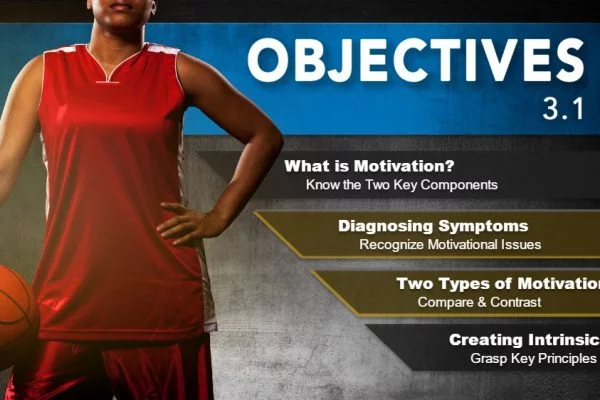 OBJECTIVES
3.1
What is Motivation?
Know the Two Key Components
Diagnosing Symptoms
Recognize Motivational Issues
Two Types of Motivation
Compare & Contrast
Creating Intrinsic
Grasp Key Principles